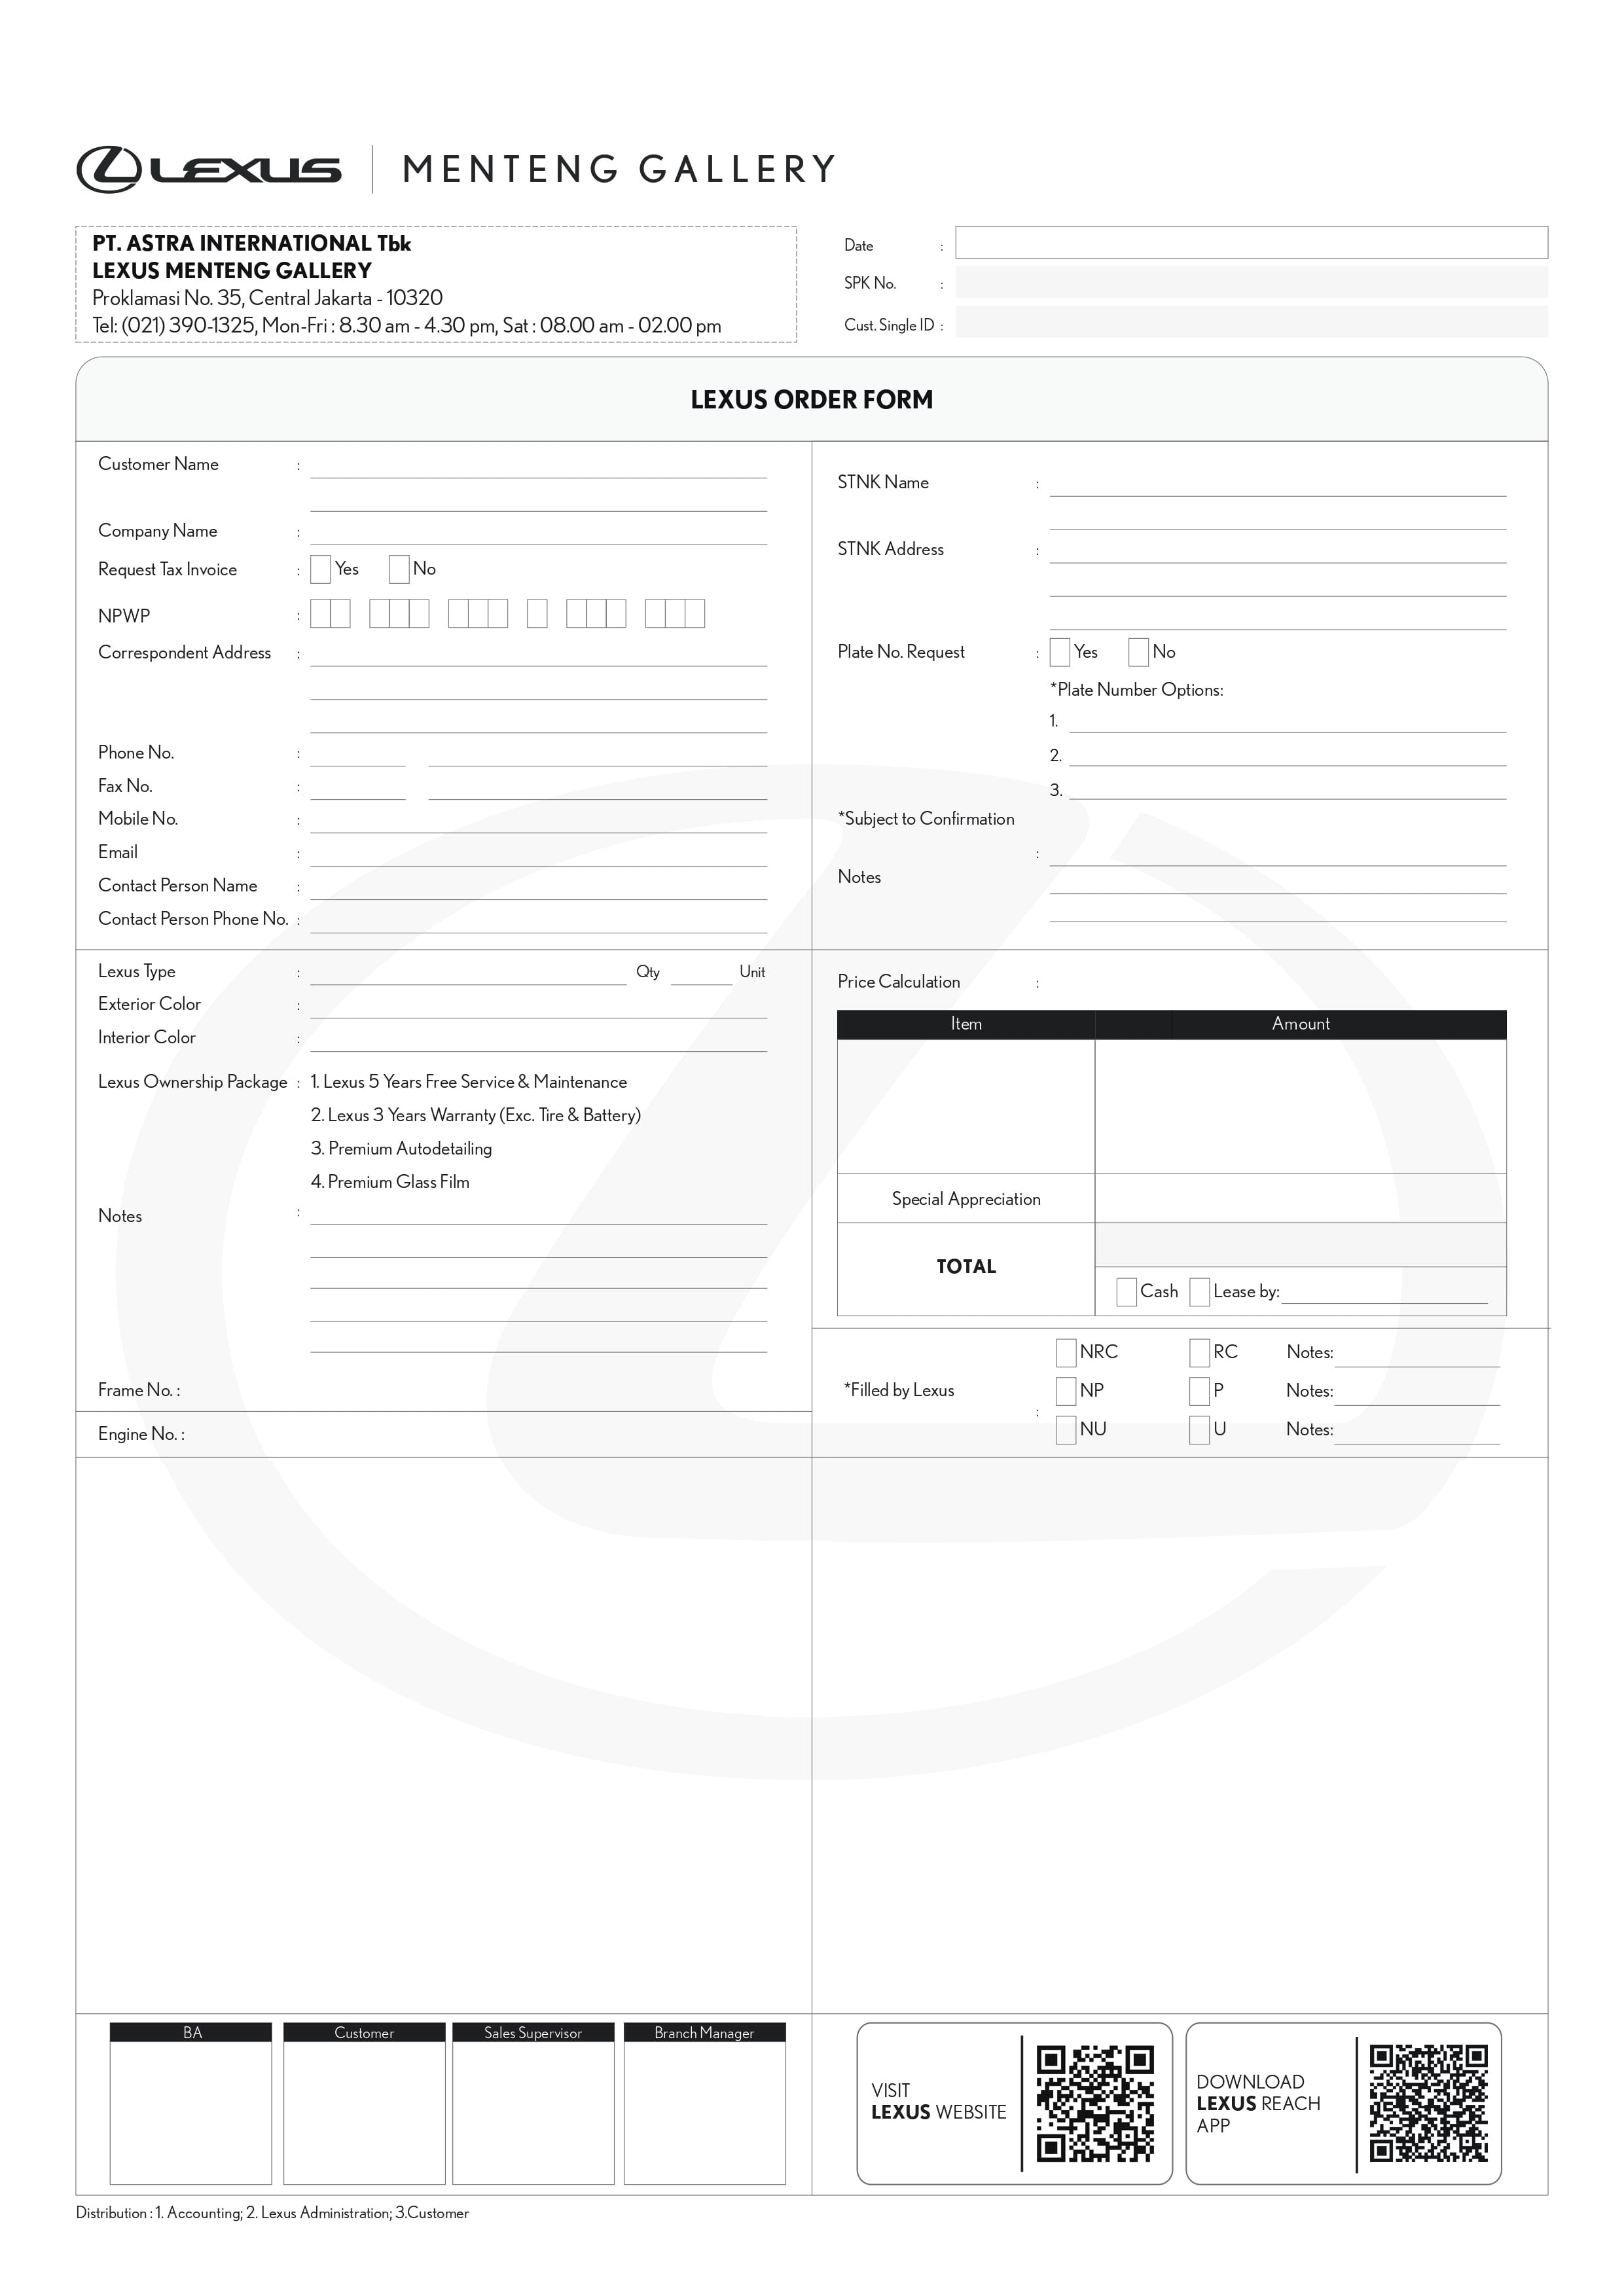 LEXUS | MENTENG GALLERY
PT. ASTRA INTERNATIONAL Tbk
LEXUS MENTENG GALLERY
Proklamasi No. 35, Central Jakarta - 10320
Tel: (021) 390-1325, Mon-Fri : 8.30 am - 4.30 pm, Sat : 08.00 am - 02.00 pm
Date :
SPK No. :
Cust. Single ID :
LEXUS ORDER FORM
Customer Name :
Company Name :
Request Tax Invoice : Yes No
NPWP :
Correspondent Address :
Phone No. :
Fax No. :
Mobile No. :
Email :
Contact Person Name :
Contact Person Phone No. :
STNK Name :
STNK Address :
Plate No. Request : Yes No
*Plate Number Options:
1.
2.
3.
*Subject to Confirmation
:
Notes
Lexus Type : Qty Unit
Exterior Color :
Interior Color :
Lexus Ownership Package : 1. Lexus 5 Years Free Service & Maintenance
2. Lexus 3 Years Warranty (Exc. Tire & Battery)
3. Premium Autodetailing
4. Premium Glass Film
Notes :
Frame No. :
Engine No. :
Price Calculation :
Item Amount
Special Appreciation
TOTAL
Cash Lease by:
*Filled by Lexus :
NRC RC Notes:
NP P Notes:
NU U Notes:
BA Customer Sales Supervisor Branch Manager
VISIT
LEXUS WEBSITE
DOWNLOAD
LEXUS REACH
APP
Distribution : 1. Accounting; 2. Lexus Administration; 3.Customer